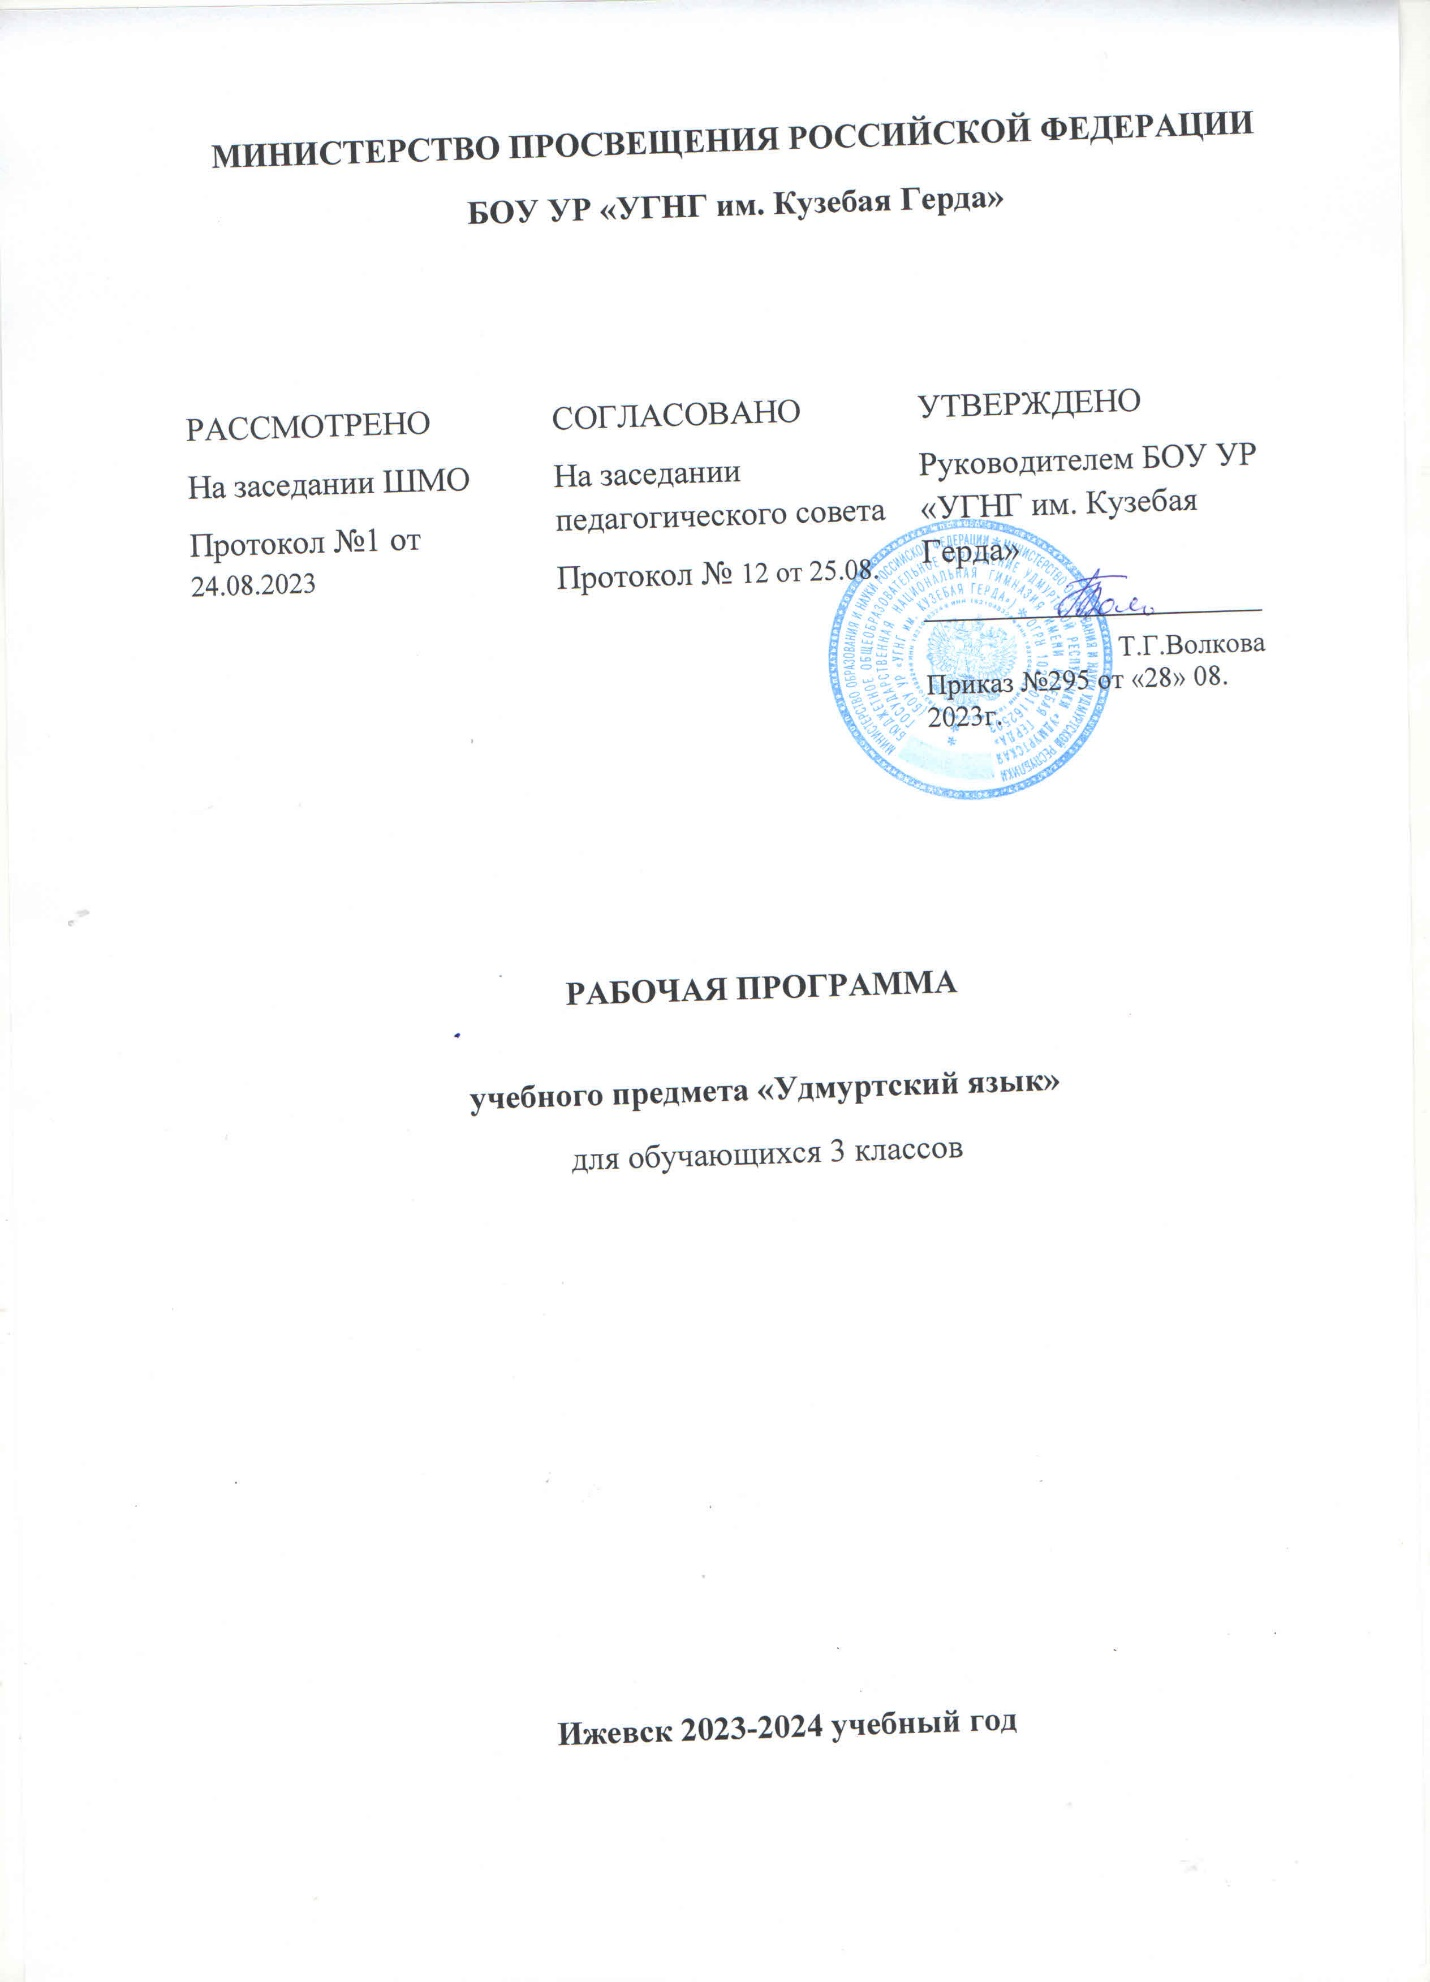 МИНИСТЕРСТВО ПРОСВЕЩЕНИЯ РОССИЙСКОЙ ФЕДЕРАЦИИ
БОУ УР «УГНГ им. Кузебая Герда»
РАССМОТРЕНО
На заседании ШМО
Протокол №1 от
24.08.2023
СОГЛАСОВАНО
На заседании
педагогического совета
Протокол № 12 от 25.08.
УТВЕРЖДЕНО
Руководителем БОУ УР
«УГНГ им. Кузебая
Герда»
Т.Г.Волкова
Приказ №295 от «28» 08.
2023г.
РАБОЧАЯ ПРОГРАММА
учебного предмета «Удмуртский язык»
для обучающихся 3 классов
Ижевск 2023-2024 учебный год